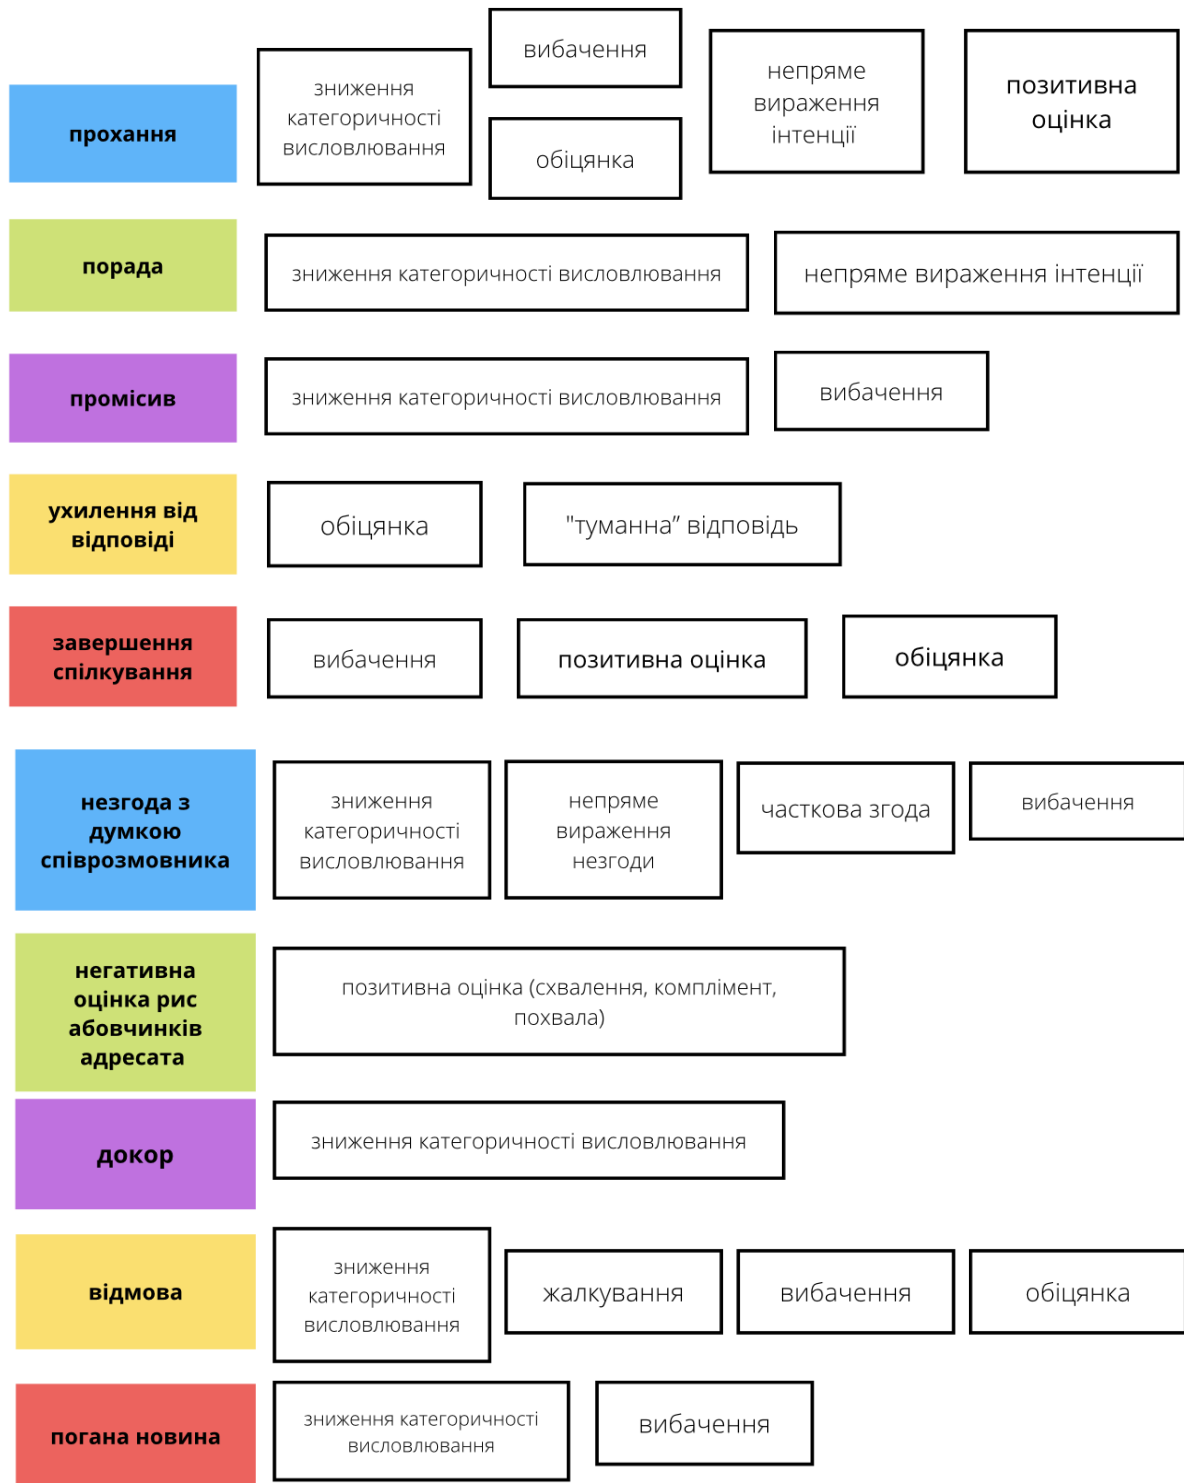 прохання
зниження
категоричності
висловлювання
вибачення
обіцянка
непряме
вираження
інтенції
позитивна
оцінка
порада
зниження категоричності висловлювання
непряме вираження інтенції
промісив
зниження категоричності висловлювання
вибачення
ухилення від
відповіді
обіцянка
"туманна” відповідь
завершення
спілкування
вибачення
позитивна оцінка
обіцянка
незгода з
думкою
співрозмовника
зниження
категоричності
висловлювання
непряме
вираження
незгоди
часткова згода
вибачення
негативна
оцінка рис
абовчинків
адресата
позитивна оцінка (схвалення, комплімент,
похвала)
докор
зниження категоричності висловлювання
відмова
зниження
категоричності
висловлювання
жалкування
вибачення
обіцянка
погана новина
зниження категоричності
висловлювання
вибачення